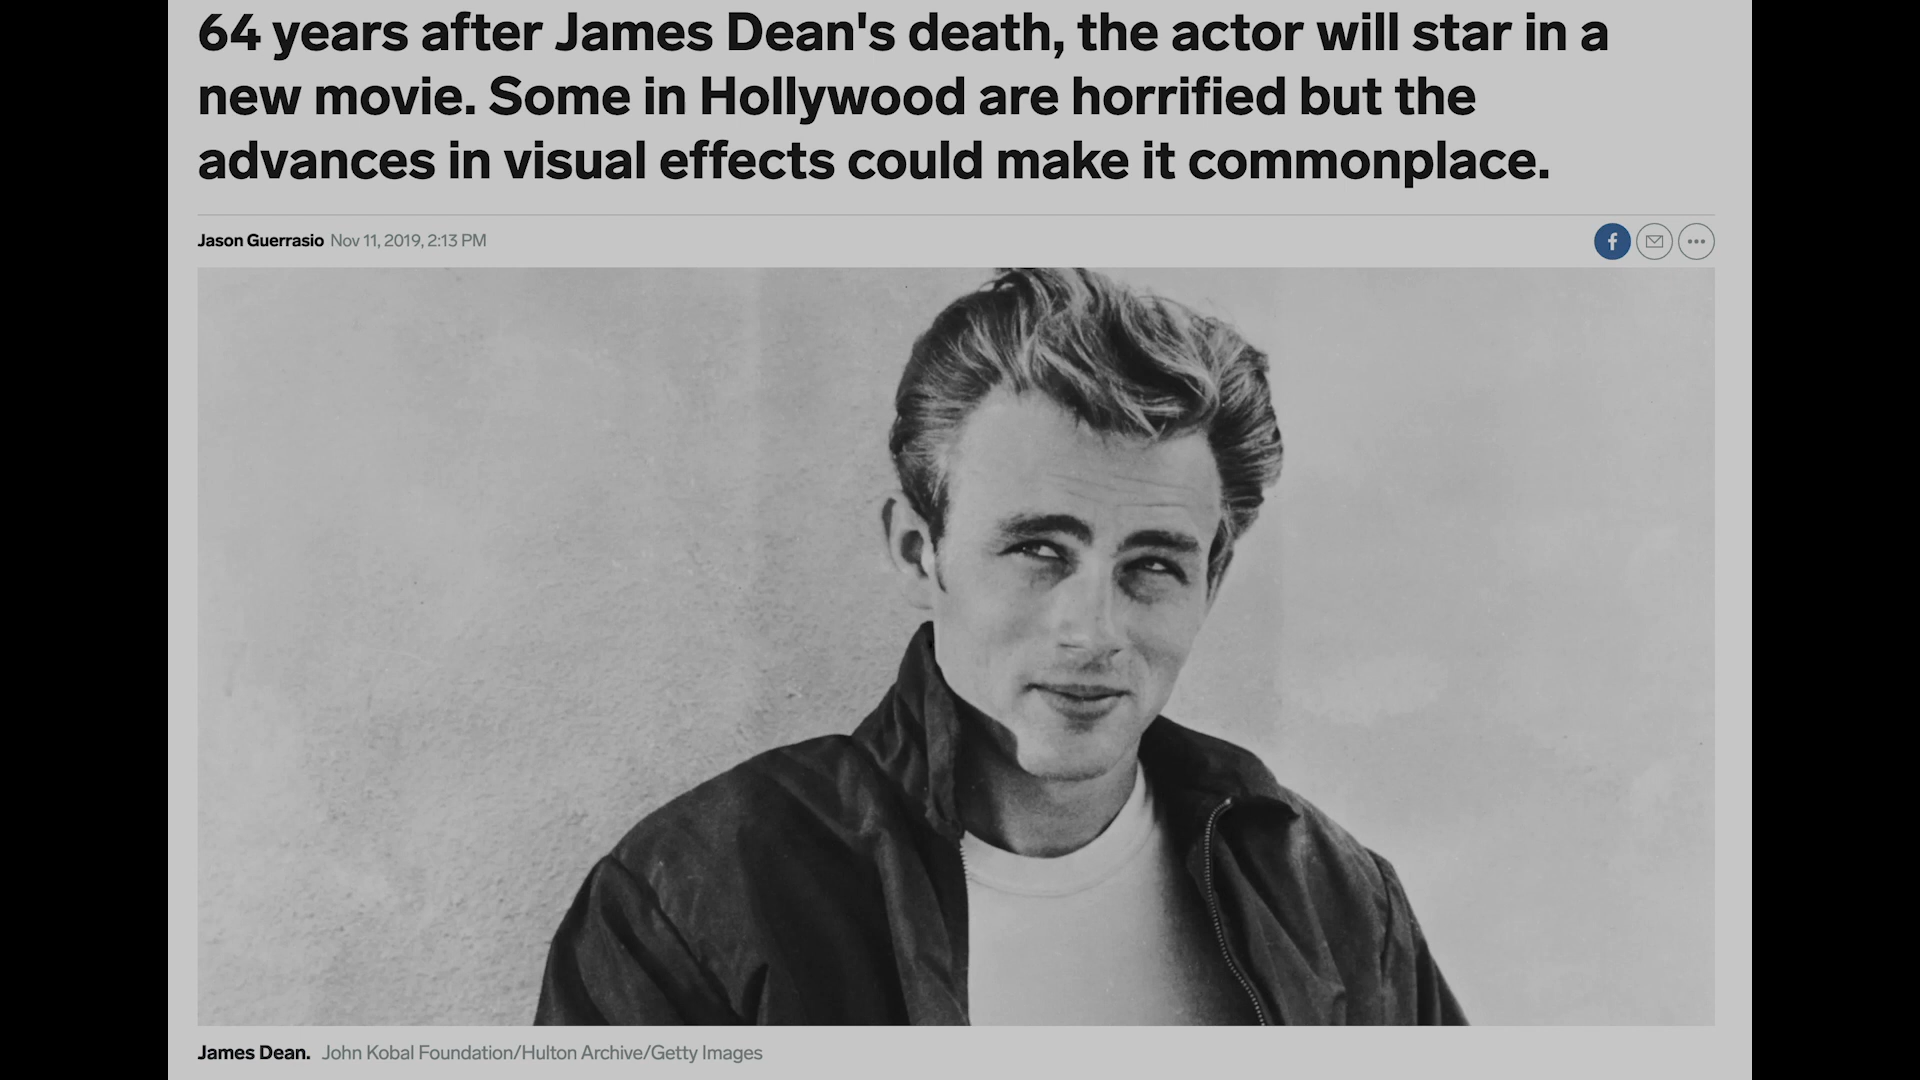 64 years after James Dean's death, the actor will star in a
new movie. Some in Hollywood are horrified but the
advances in visual effects could make it commonplace.
Jason Guerrasio Nov 11, 2019, 2:13 PM
f
James Dean. John Kobal Foundation/Hulton Archive/Getty Images